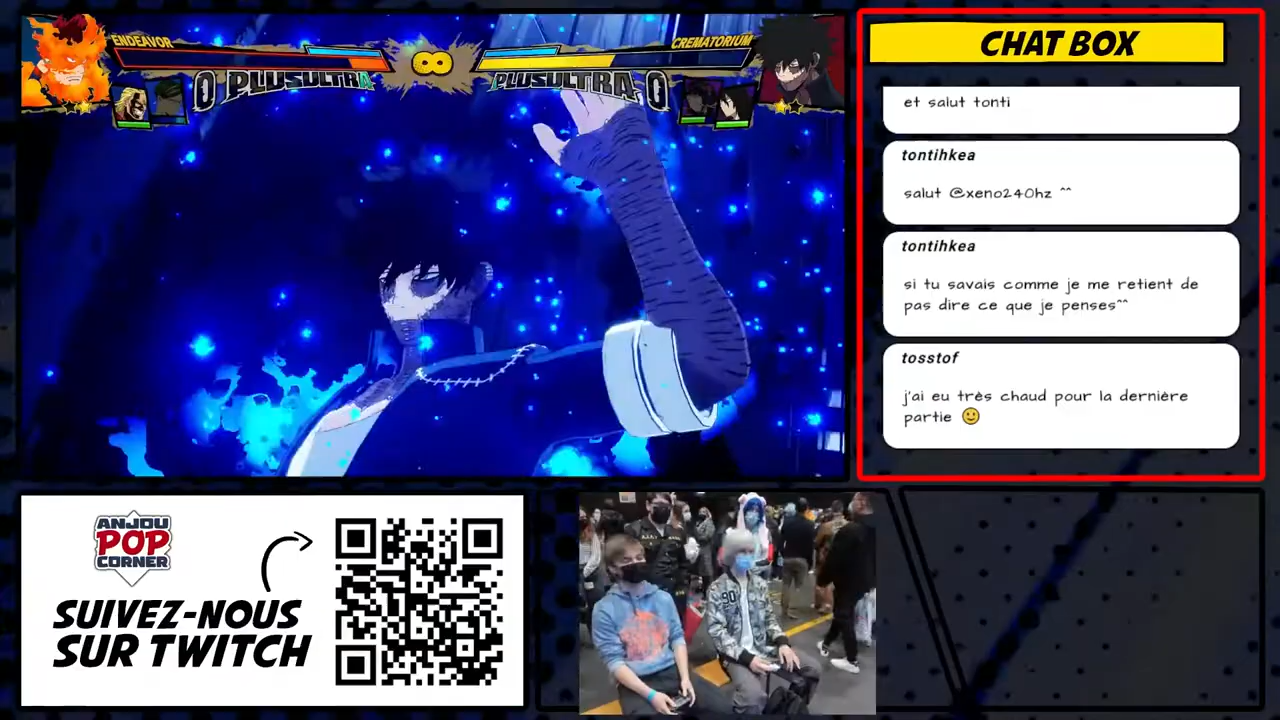 ENDEAVOR
CREMATORIUM
∞
0 PLUSULTRA
PLUSULTRA 0
CHAT BOX
et salut tonti
tontihkea
salut @xeno240hz ^^
tontihkea
si tu savais comme je me retient de
pas dire ce que je penses^^
tosstof
j'ai eu très chaud pour la dernière
partie 🙂
ANJOU
POP
CORNER
SUIVEZ-NOUS
SUR TWITCH
90